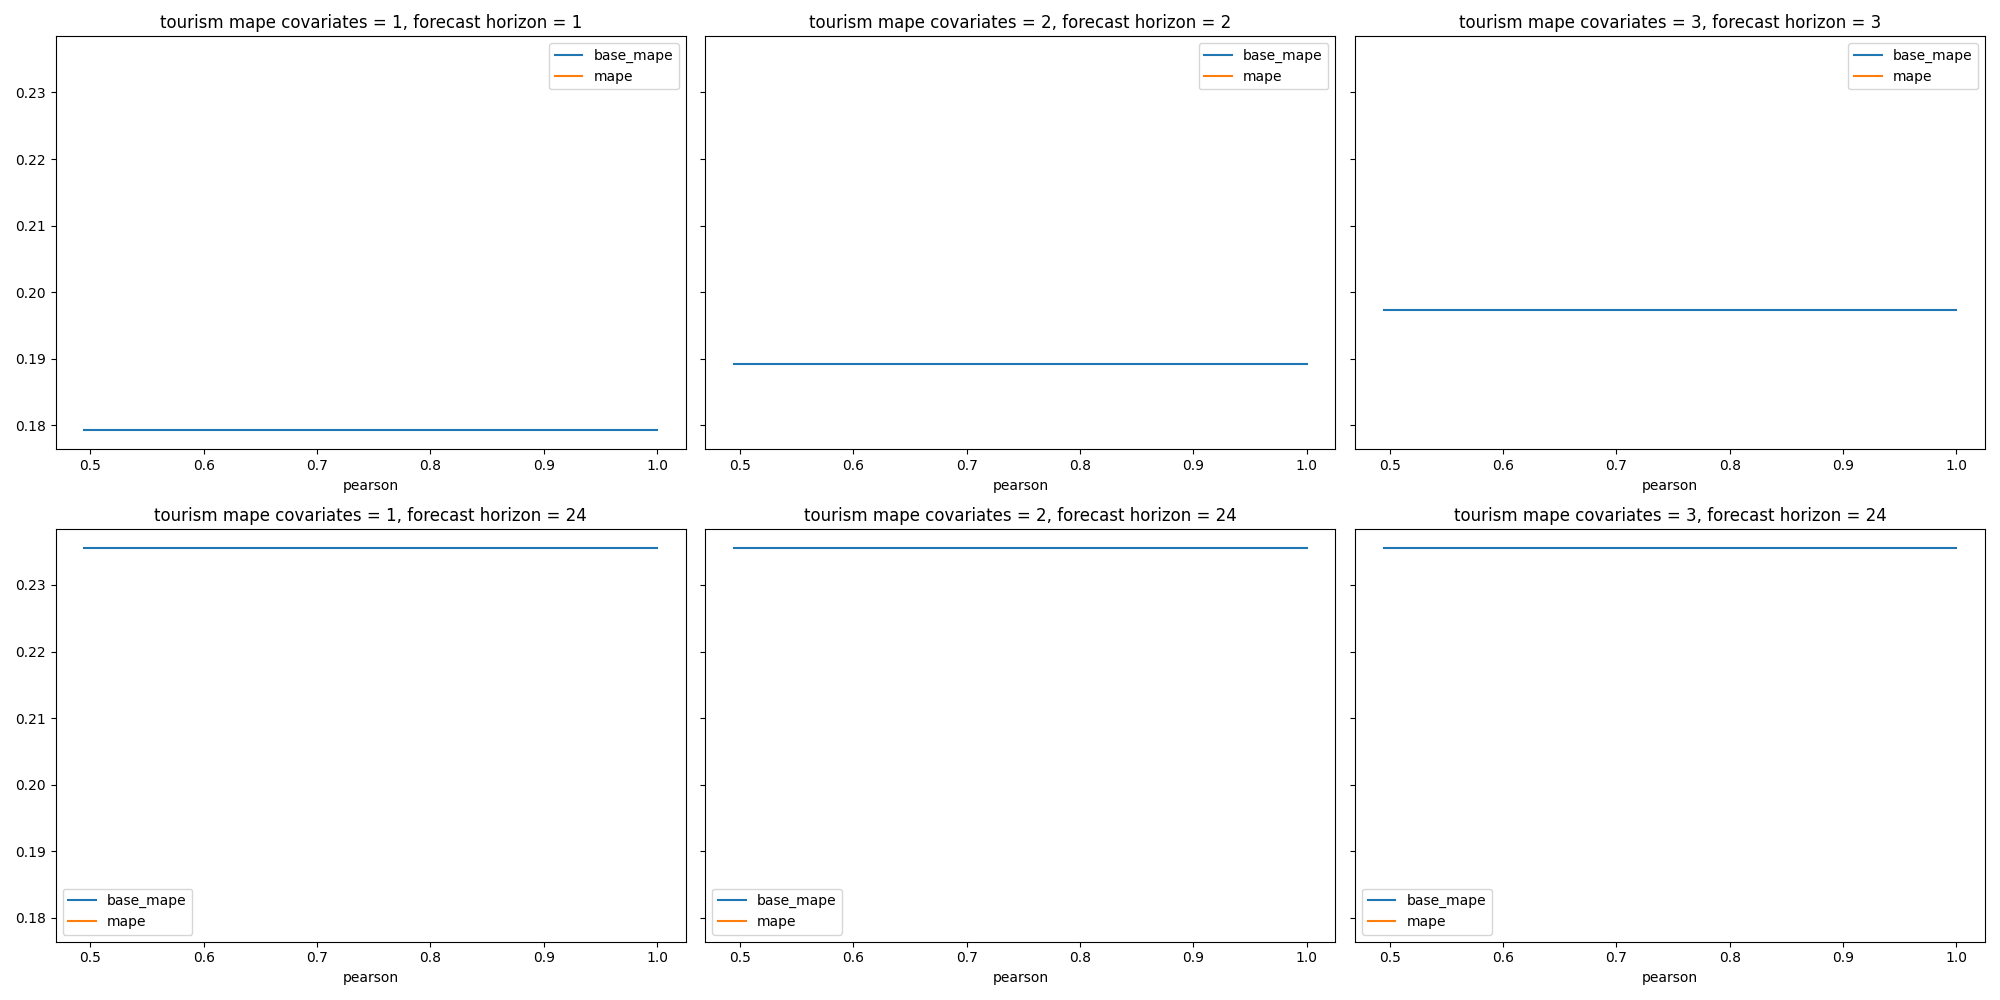 tourism mape covariates = 1, forecast horizon = 1
base_mape
mape
0.23
0.22
0.21
0.20
0.19
0.18
0.5 0.6 0.7 0.8 0.9 1.0
pearson
tourism mape covariates = 2, forecast horizon = 2
base_mape
mape
0.5 0.6 0.7 0.8 0.9 1.0
pearson
tourism mape covariates = 3, forecast horizon = 3
base_mape
mape
0.5 0.6 0.7 0.8 0.9 1.0
pearson
tourism mape covariates = 1, forecast horizon = 24
0.23
0.22
0.21
0.20
0.19
0.18
base_mape
mape
0.5 0.6 0.7 0.8 0.9 1.0
pearson
tourism mape covariates = 2, forecast horizon = 24
base_mape
mape
0.5 0.6 0.7 0.8 0.9 1.0
pearson
tourism mape covariates = 3, forecast horizon = 24
base_mape
mape
0.5 0.6 0.7 0.8 0.9 1.0
pearson